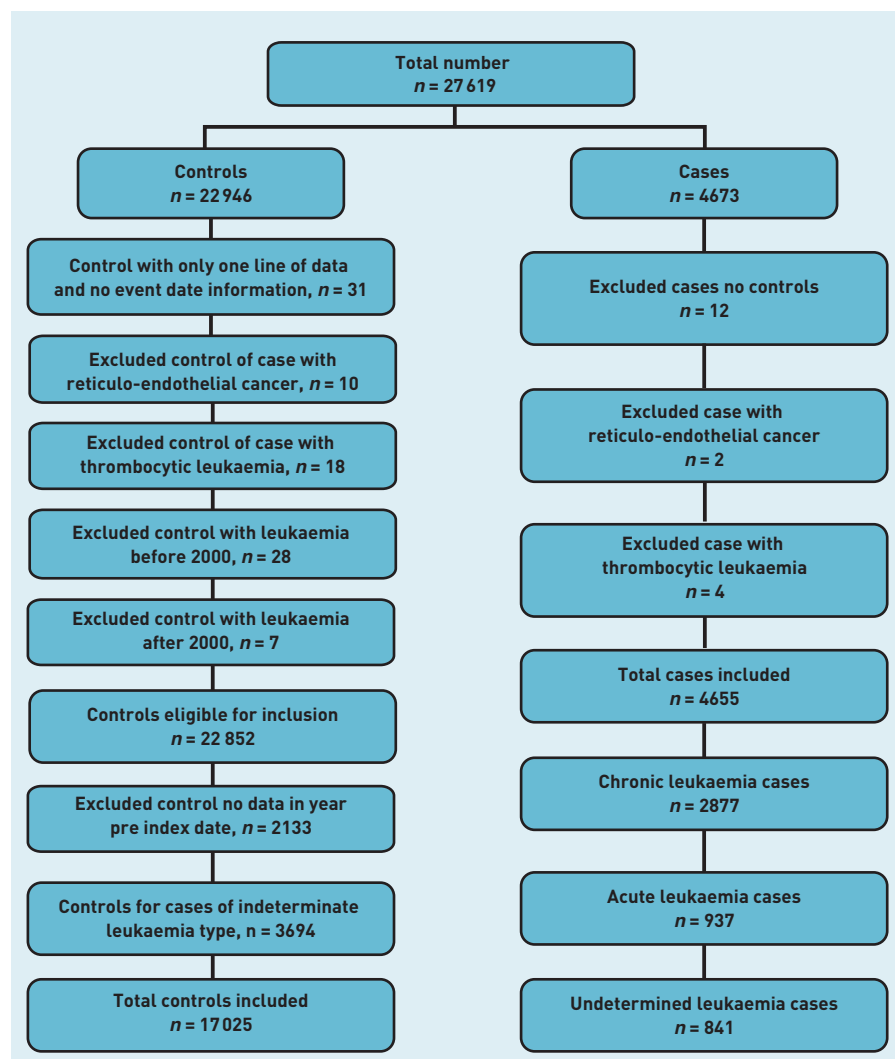 Total number
n = 27 619
Controls
n = 22 946
Control with only one line of data
and no event date information, n = 31
Excluded control of case with
reticulo-endothelial cancer, n = 10
Excluded control of case with
thrombocytic leukaemia, n = 18
Excluded control with leukaemia
before 2000, n = 28
Excluded control with leukaemia
after 2000, n = 7
Controls eligible for inclusion
n = 22 852
Excluded control no data in year
pre index date, n = 2133
Controls for cases of indeterminate
leukaemia type, n = 3694
Total controls included
n = 17 025
Cases
n = 4673
Excluded cases no controls
n = 12
Excluded case with
reticulo-endothelial cancer
n = 2
Excluded case with
thrombocytic leukaemia
n = 4
Total cases included
n = 4655
Chronic leukaemia cases
n = 2877
Acute leukaemia cases
n = 937
Undetermined leukaemia cases
n = 841